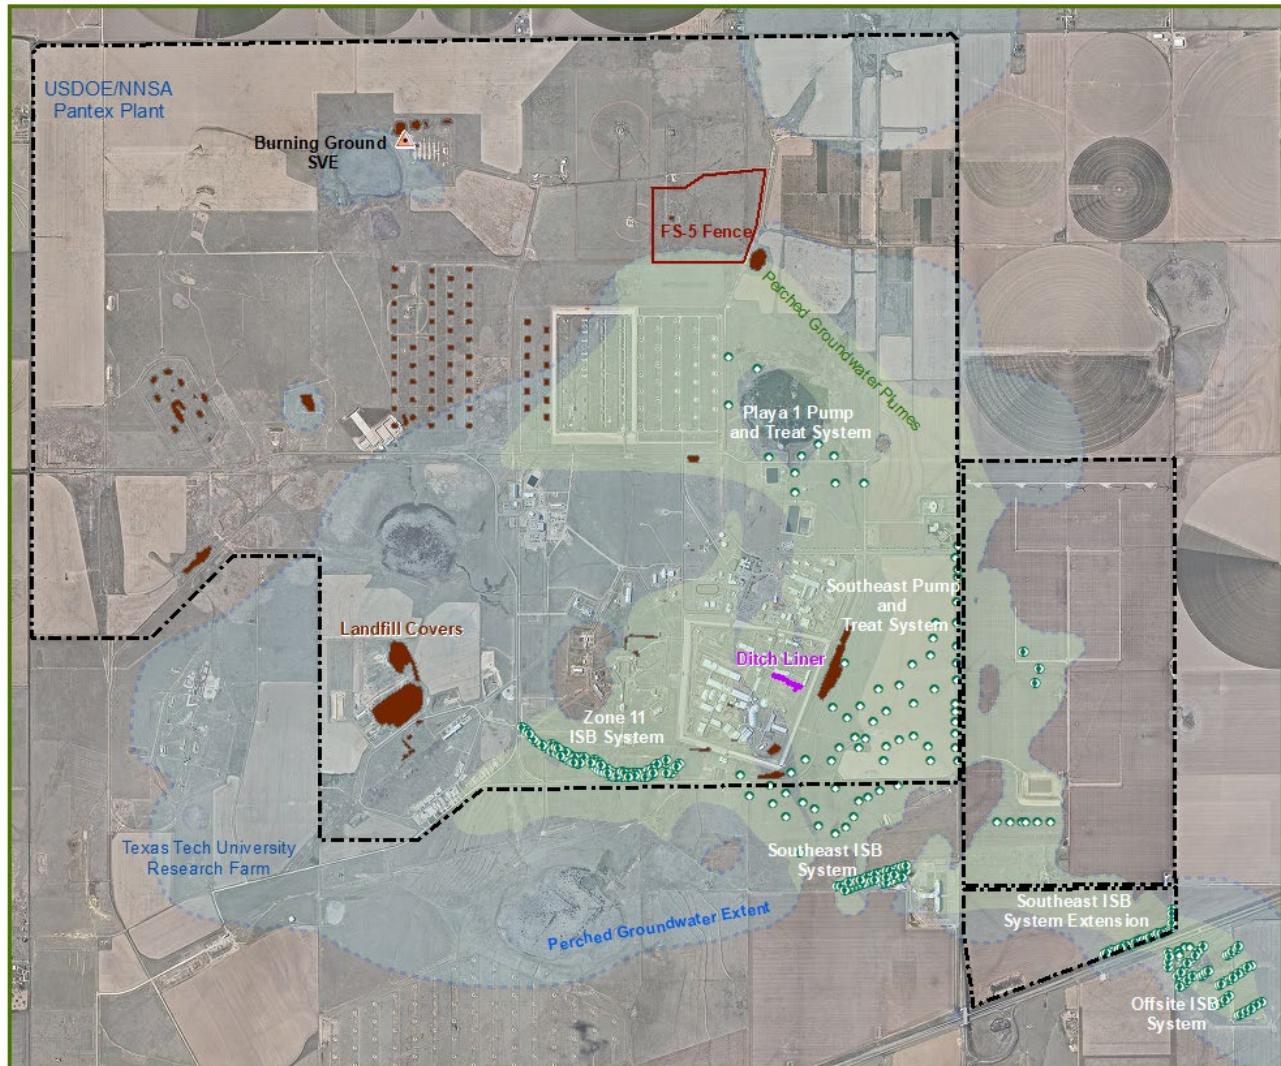 USDOE/NNSA
Pantex Plant
Burning Ground
SVE
FS-5 Fence
Perched Groundwater Plumes
Playa 1 Pump
and Treat System
Southeast Pump
and
Treat System
Landfill Covers
Ditch Liner
Zone 11
ISB System
Texas Tech University
Research Farm
Southeast ISB
System
Perched Groundwater Extent
Southeast ISB
System Extension
Offsite ISB
System